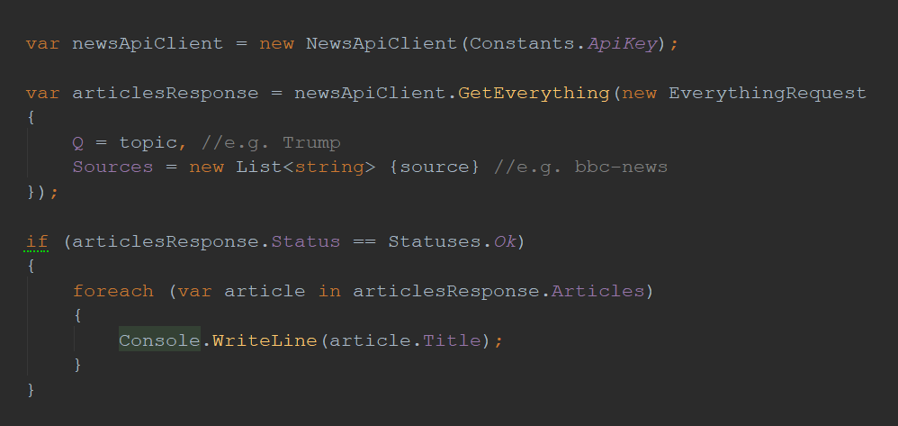 var newsApiClient = new NewsApiClient(Constants.ApiKey);
var articlesResponse = newsApiClient.GetEverything(new EverythingRequest
{
Q = topic, //e.g. Trump
Sources = new List<string> {source} //e.g. bbc-news
});
if (articlesResponse.Status == Statuses.Ok)
{
foreach (var article in articlesResponse.Articles)
{
Console.WriteLine(article.Title);
}
}